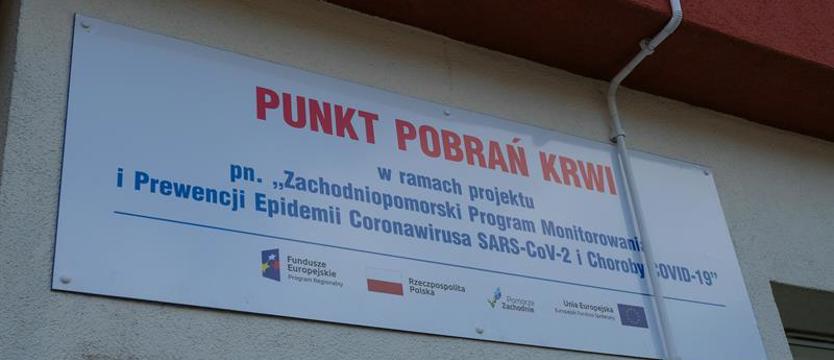 PUNKT POBRAŃ KRWI
w ramach projektu
pn. „Zachodniopomorski Program Monitorowani
i Prewencji Epidemii Coronawirusa SARS-CoV-2 i Choroby COVID-19”
Fundusze
Europejskie
Program Regionalny
Rzeczpospolita
Polska
Pomorze
Zachodnie
Unia Europejska
Europejski Fundusz Społeczny